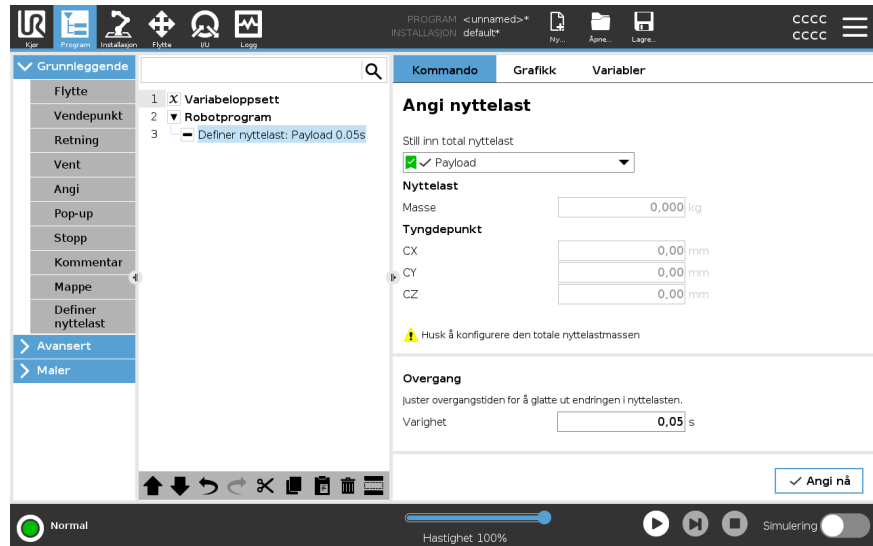 UR
Kjør
Program
Installasjon
Flytte
I/U
Logg
PROGRAM <unnamed>*
INSTALLASJON default*
Ny...
Åpne...
Lagre...
cccc
cccc
Grunnleggende
Flytte
Vendepunkt
Retning
Vent
Angi
Pop-up
Stopp
Kommentar
Mappe
Definer
nyttelast
Avansert
Maler
1 X Variabeloppsett
2 Robotprogram
3 Definer nyttelast: Payload 0.05s
Kommando Grafikk Variabler
Angi nyttelast
Still inn total nyttelast
Payload
Nyttelast
Masse 0,000 kg
Tyngdepunkt
CX 0,00 mm
CY 0,00 mm
CZ 0,00 mm
Husk å konfigurere den totale nyttelastmassen
Overgang
Juster overgangstiden for å glatte ut endringen i nyttelasten.
Varighet 0,05 s
Angi nå
Normal
Hastighet 100%
Simulering